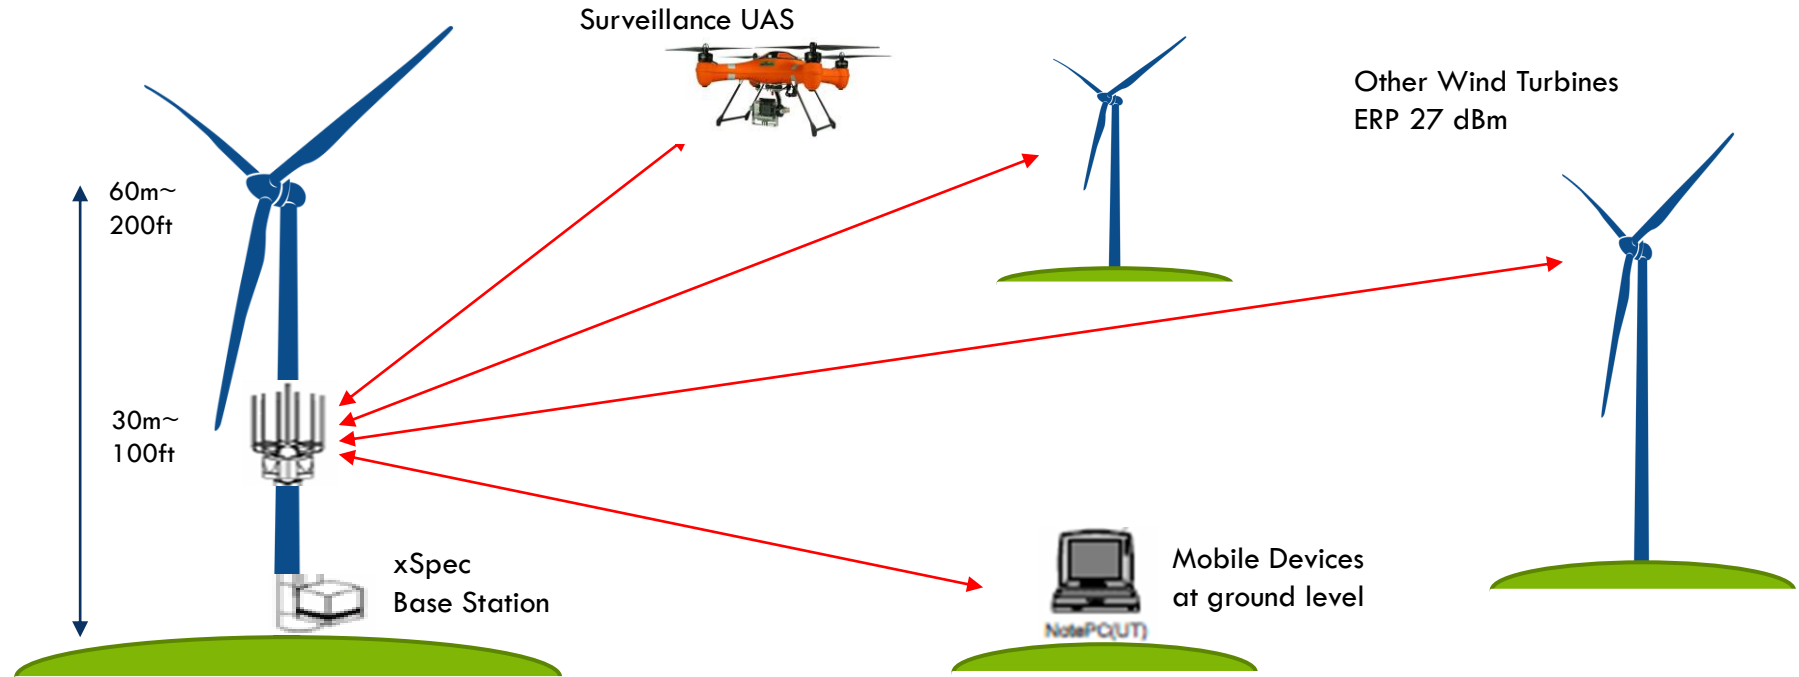 Surveillance UAS
Other Wind Turbines
ERP 27 dBm
60m~
200ft
30m~
100ft
xSpec
Base Station
Mobile Devices
at ground level
NotePC(UT)